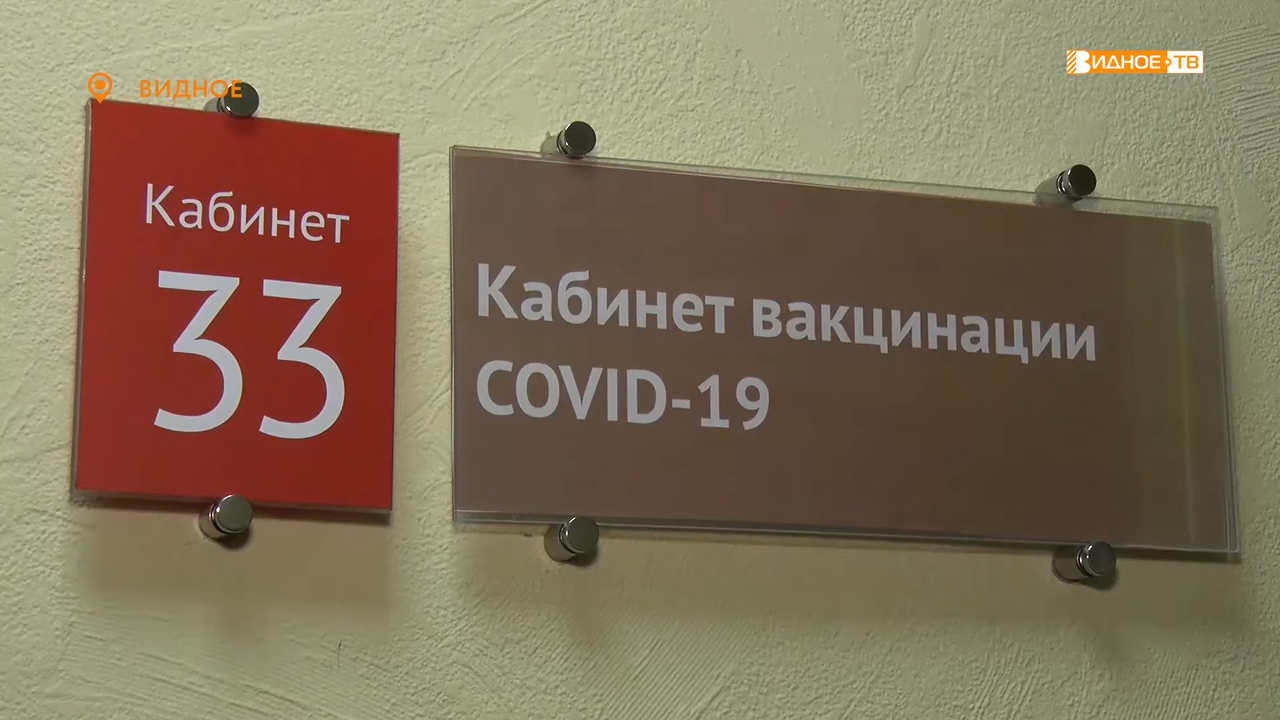 ВИДНОЕ
ВИДНОЕ ТВ
Кабинет
33
Кабинет вакцинации
COVID-19